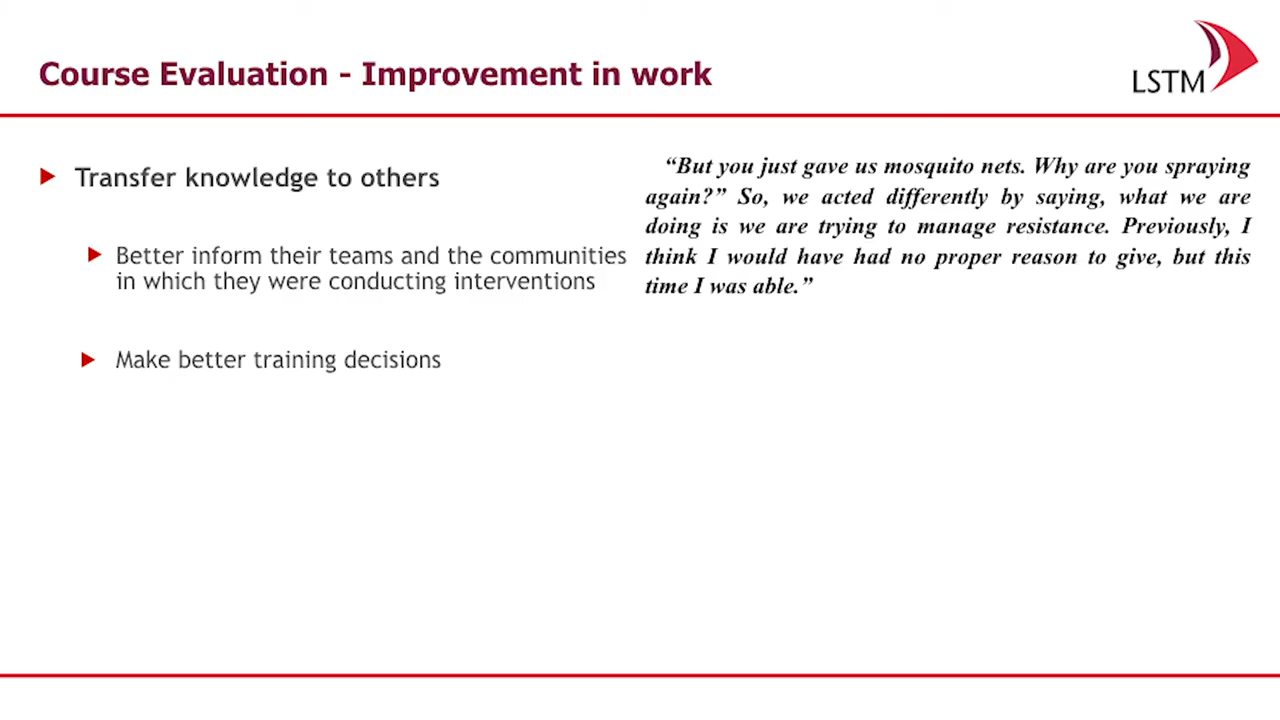 Course Evaluation - Improvement in work
LSTM
Transfer knowledge to others
Better inform their teams and the communities
in which they were conducting interventions
Make better training decisions
“But you just gave us mosquito nets. Why are you spraying
again?” So, we acted differently by saying, what we are
doing is we are trying to manage resistance. Previously, I
think I would have had no proper reason to give, but this
time I was able.”